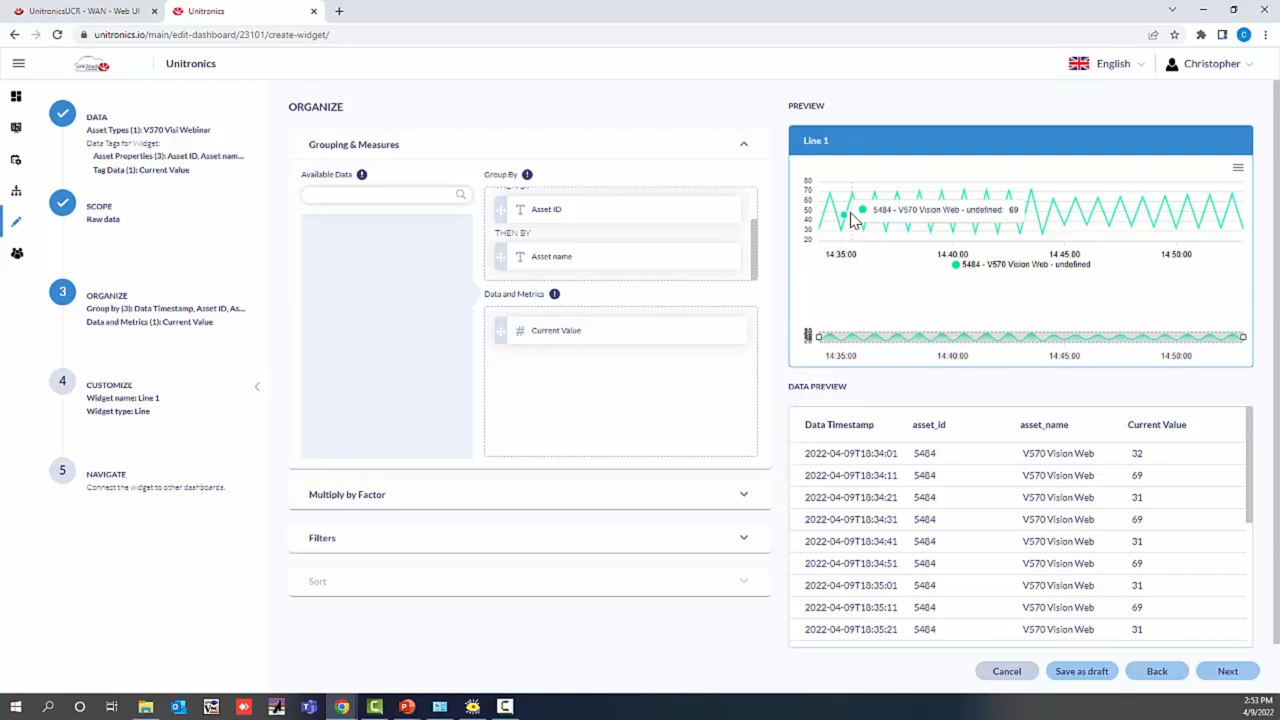 UnitronicsUCR - WAN - Web UI
Unitronics
unitronics.io/main/edit-dashboard/23101/create-widget/
Unitronics
English
Christopher
DATA
Asset Types (1): V570 Visi Webinar
Data Tags for Widget:
Asset Properties (3): Asset ID, Asset nam...
Tag Data (1): Current Value
SCOPE
Raw data
3
ORGANIZE
Group by (3): Data Timestamp, Asset ID, As...
Data and Metrics (1): Current Value
4
CUSTOMIZE
Widget name: Line 1
Widget type: Line
5
NAVIGATE
Connect the widget to other dashboards.
ORGANIZE
Grouping & Measures
Available Data
Group By
THEN BY
Asset ID
THEN BY
Asset name
Data and Metrics
# Current Value
Multiply by Factor
Filters
Sort
PREVIEW
Line 1
80
70
60
50
40
30
20
5484 - V570 Vision Web - undefined: 69
14:35:00 14:40:00 14:45:00 14:50:00
5484 - V570 Vision Web - undefined
14:35:00 14:40:00 14:45:00 14:50:00
DATA PREVIEW
Data Timestamp asset_id asset_name Current Value
2022-04-09T18:34:01 5484 V570 Vision Web 32
2022-04-09T18:34:11 5484 V570 Vision Web 69
2022-04-09T18:34:21 5484 V570 Vision Web 31
2022-04-09T18:34:31 5484 V570 Vision Web 69
2022-04-09T18:34:41 5484 V570 Vision Web 31
2022-04-09T18:34:51 5484 V570 Vision Web 69
2022-04-09T18:35:01 5484 V570 Vision Web 31
2022-04-09T18:35:11 5484 V570 Vision Web 69
2022-04-09T18:35:21 5484 V570 Vision Web 31
Cancel
Save as draft
Back
Next
2:53 PM
4/9/2022